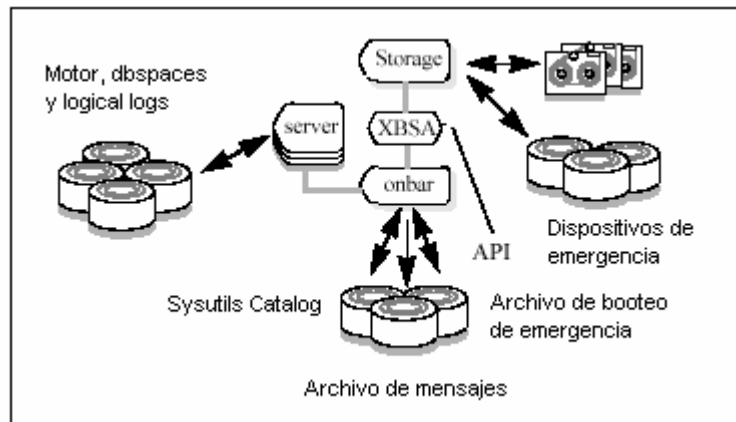 Motor, dbspaces
y logical logs
Storage
server
XBSA
onbar
API
Dispositivos de
emergencia
Sysutils Catalog
Archivo de booteo
de emergencia
Archivo de mensajes